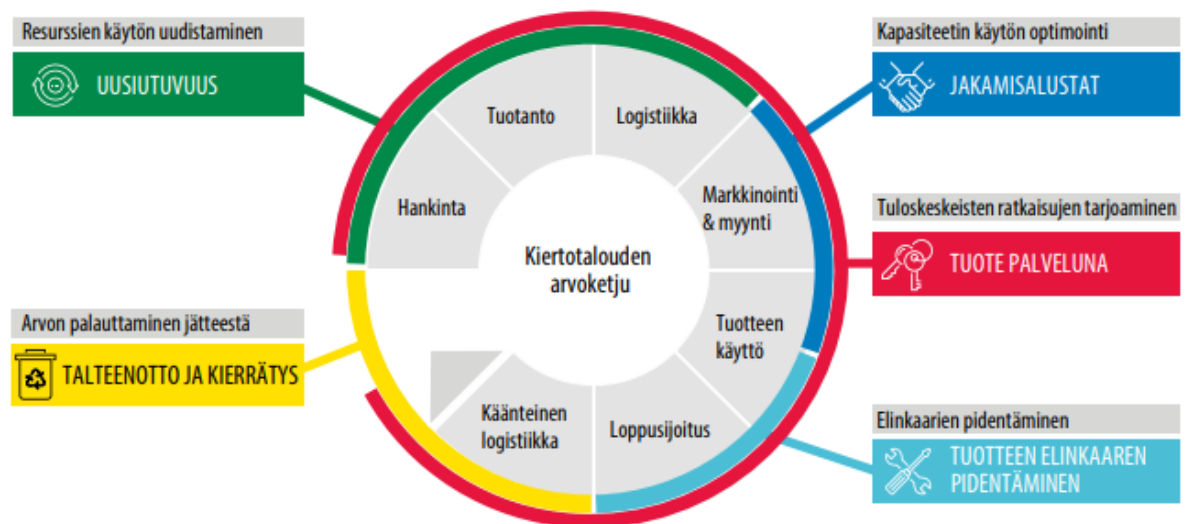 Resurssien käytön uudistaminen
UUSIUTUVUUS
Kapasiteetin käytön optimointi
JAKAMISALUSTAT
Tuotanto
Logistiikka
Hankinta
Markkinointi
& myynti
Kiertotalouden
arvoketju
Tuloskeskeisten ratkaisujen tarjoaminen
TUOTE PALVELUNA
Arvon palauttaminen jätteestä
TALTEENOTTO JA KIERRÄTYS
Tuotteen
käyttö
Käänteinen
logistiikka
Loppusijoitus
Elinkaarien pidentäminen
TUOTTEEN ELINKAAREN
PIDENTÄMINEN